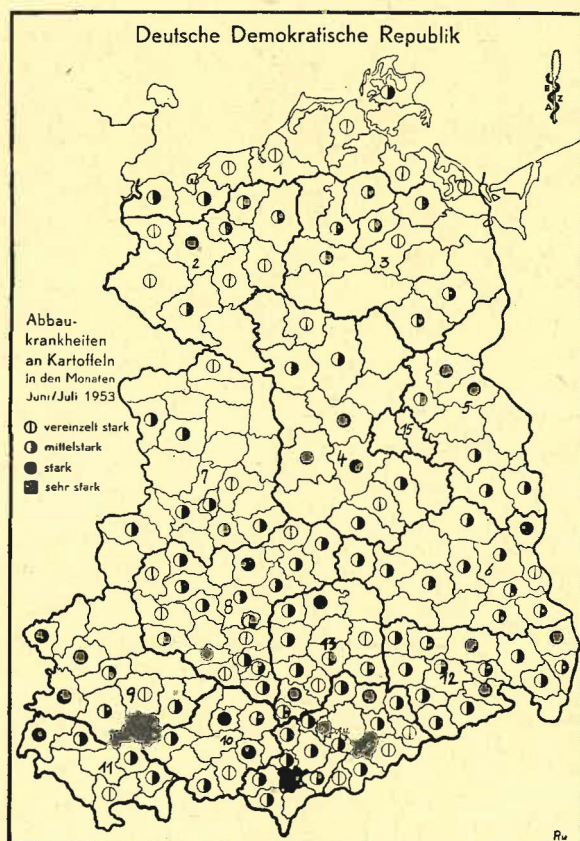 Deutsche Demokratische Republik
Abbau-
krankheiten
an Kartoffeln
in den Monaten
Juni/Juli 1953
vereinzelt stark
mittelstark
stark
sehr stark
1
2
3
4
15
5
7
6
8
13
12
9
10
14
11